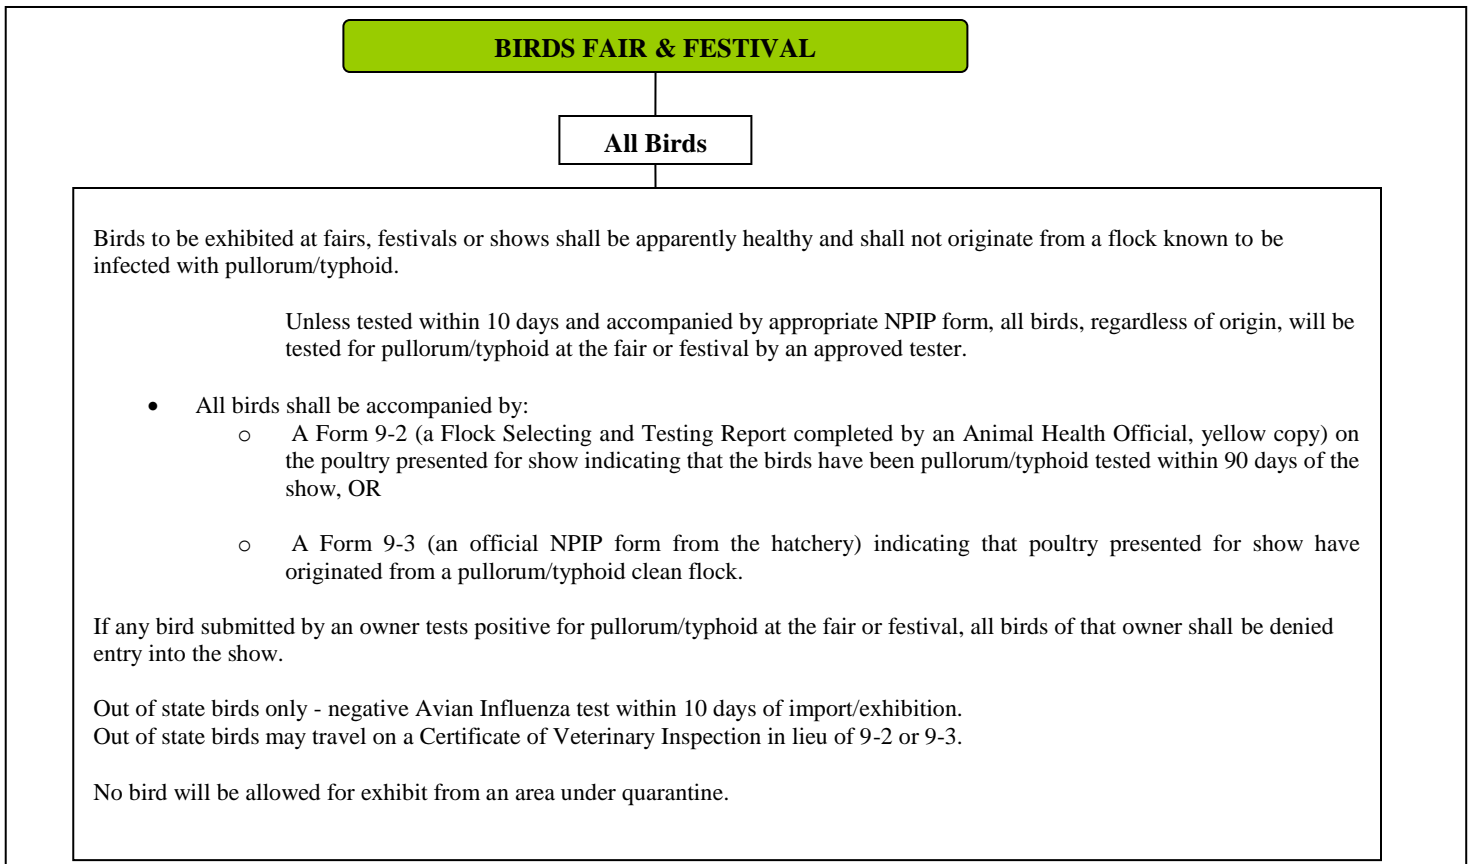 BIRDS FAIR & FESTIVAL
All Birds
Birds to be exhibited at fairs, festivals or shows shall be apparently healthy and shall not originate from a flock known to be
infected with pullorum/typhoid.
Unless tested within 10 days and accompanied by appropriate NPIP form, all birds, regardless of origin, will be
tested for pullorum/typhoid at the fair or festival by an approved tester.
• All birds shall be accompanied by:
o A Form 9-2 (a Flock Selecting and Testing Report completed by an Animal Health Official, yellow copy) on
the poultry presented for show indicating that the birds have been pullorum/typhoid tested within 90 days of the
show, OR
o A Form 9-3 (an official NPIP form from the hatchery) indicating that poultry presented for show have
originated from a pullorum/typhoid clean flock.
If any bird submitted by an owner tests positive for pullorum/typhoid at the fair or festival, all birds of that owner shall be denied
entry into the show.
Out of state birds only - negative Avian Influenza test within 10 days of import/exhibition.
Out of state birds may travel on a Certificate of Veterinary Inspection in lieu of 9-2 or 9-3.
No bird will be allowed for exhibit from an area under quarantine.